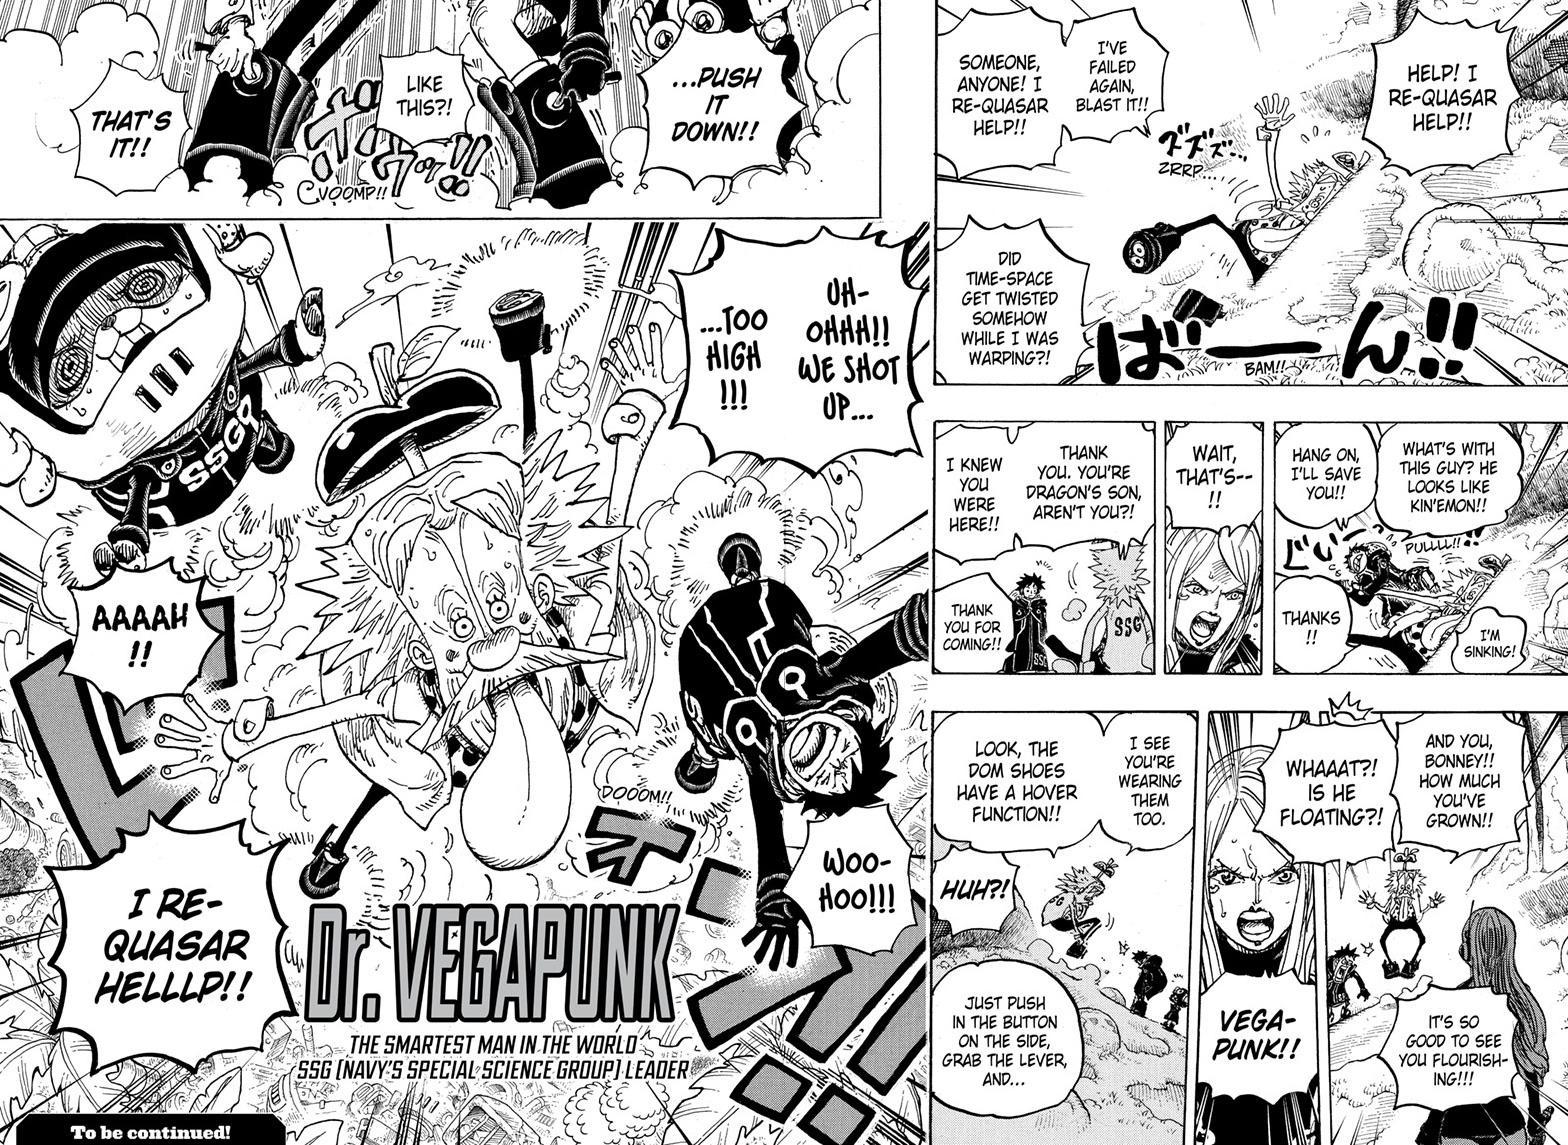 HELP! I
RE-QUASAR
HELP!!
I'VE
FAILED
AGAIN,
BLAST IT!!
SOMEONE,
ANYONE! I
RE-QUASAR
HELP!!
ズズズ...
ZRRP...
DID
TIME-SPACE
GET TWISTED
SOMEHOW
WHILE I WAS
WARPING?!
ばーん!!
BAM!!
WHAT'S WITH
THIS GUY? HE
LOOKS LIKE
KIN'EMON!!
HANG ON,
I'LL SAVE
YOU!!
PULLLL!!
THANKS
!!
I'M
SINKING!
WAIT,
THAT'S--
!!
THANK
YOU. YOU'RE
DRAGON'S SON,
AREN'T YOU?!
I KNEW
YOU
WERE
HERE!!
THANK
YOU FOR
COMING!!
SSG
SSG
AND YOU,
BONNEY!!
HOW MUCH
YOU'VE
GROWN!!
WHAAAT?!
IS HE
FLOATING?!
IT'S SO
GOOD TO SEE
YOU FLOURISH-
ING!!!
VEGA-
PUNK!!
I SEE
YOU'RE
WEARING
THEM
TOO.
LOOK, THE
DOM SHOES
HAVE A HOVER
FUNCTION!!
HUH?!
JUST PUSH
IN THE BUTTON
ON THE SIDE,
GRAB THE LEVER,
AND...
...PUSH
IT
DOWN!!
LIKE
THIS?!
VOOMP!!
THAT'S
IT!!
UH-
OHHH!!
WE SHOT
UP...
...TOO
HIGH
!!!
SSG
AAAAH
!!
DOOOM!!
WOO-
HOO!!!
I RE-
QUASAR
HELLLP!!
Dr. VEGAPUNK
THE SMARTEST MAN IN THE WORLD
SSG (NAVY'S SPECIAL SCIENCE GROUP) LEADER
To be continued!